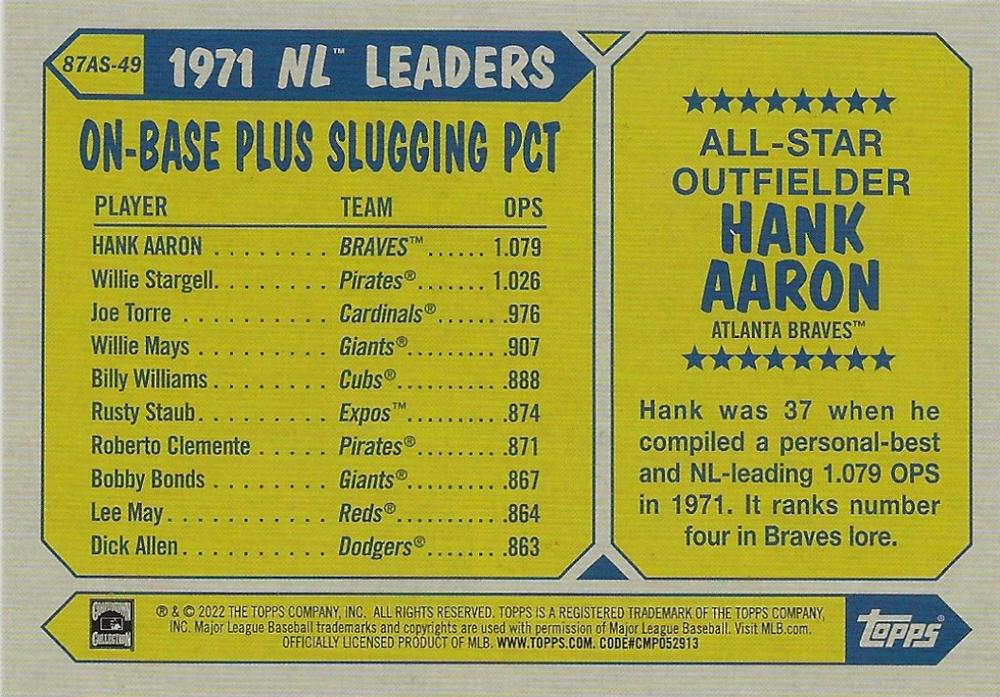 87AS-49
1971 NL™ LEADERS
ON-BASE PLUS SLUGGING PCT
PLAYER TEAM OPS
HANK AARON . . . . . . . . BRAVES™ . . . . . . 1.079
Willie Stargell. . . . . . . . Pirates®. . . . . . . 1.026
Joe Torre . . . . . . . . . . Cardinals®. . . . . . .976
Willie Mays . . . . . . . . . Giants®. . . . . . . . .907
Billy Williams . . . . . . . . Cubs®. . . . . . . . . .888
Rusty Staub. . . . . . . . . Expos™. . . . . . . . .874
Roberto Clemente . . . . . Pirates®. . . . . . . . .871
Bobby Bonds . . . . . . . . Giants®. . . . . . . . .867
Lee May. . . . . . . . . . . Reds®. . . . . . . . . .864
Dick Allen. . . . . . . . . . Dodgers®. . . . . . . .863
ALL-STAR
OUTFIELDER
HANK
AARON
ATLANTA BRAVES™
Hank was 37 when he
compiled a personal-best
and NL-leading 1.079 OPS
in 1971. It ranks number
four in Braves lore.
COOPERSTOWN
COLLECTION
® & © 2022 THE TOPPS COMPANY, INC. ALL RIGHTS RESERVED. TOPPS IS A REGISTERED TRADEMARK OF THE TOPPS COMPANY,
INC. Major League Baseball trademarks and copyrights are used with permission of Major League Baseball. Visit MLB.com.
OFFICIALLY LICENSED PRODUCT OF MLB. WWW.TOPPS.COM. CODE#CMP052913
topps®